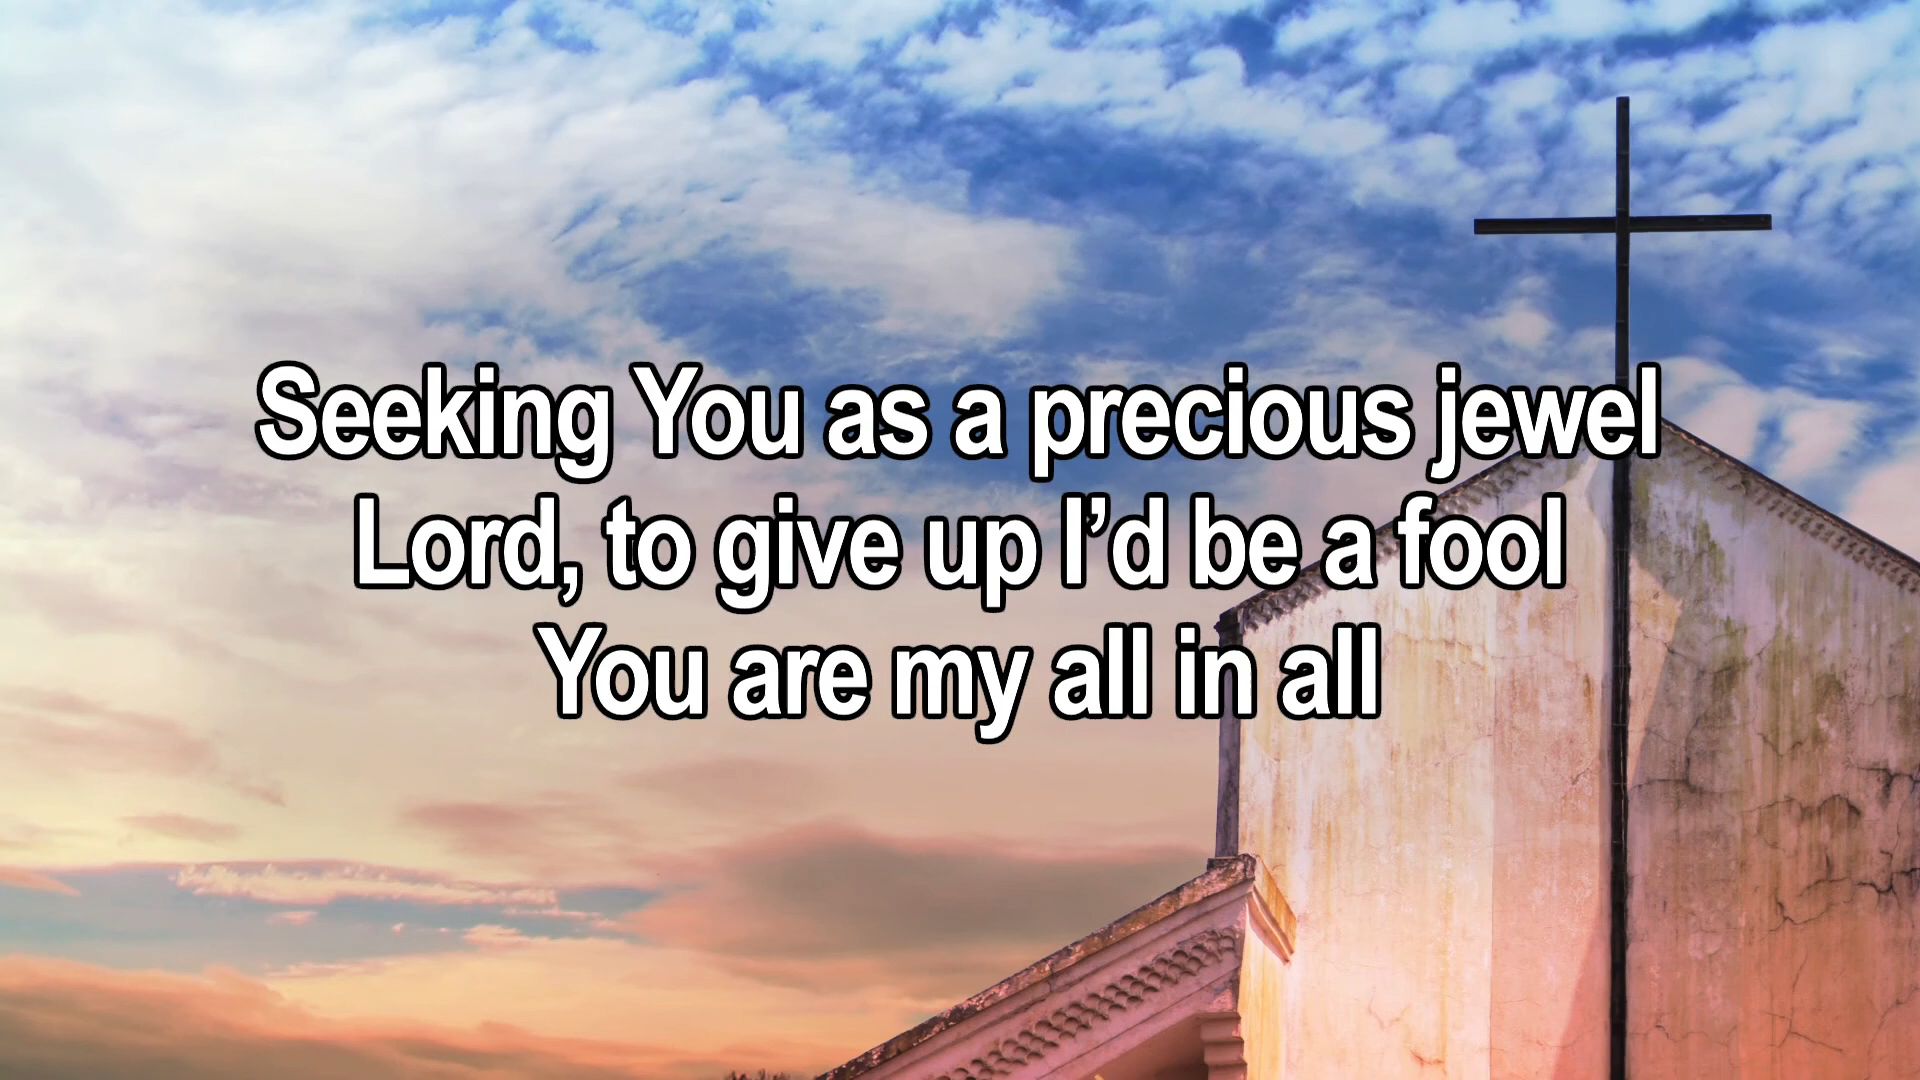 Seeking You as a precious jewel
Lord, to give up I’d be a fool
You are my all in all